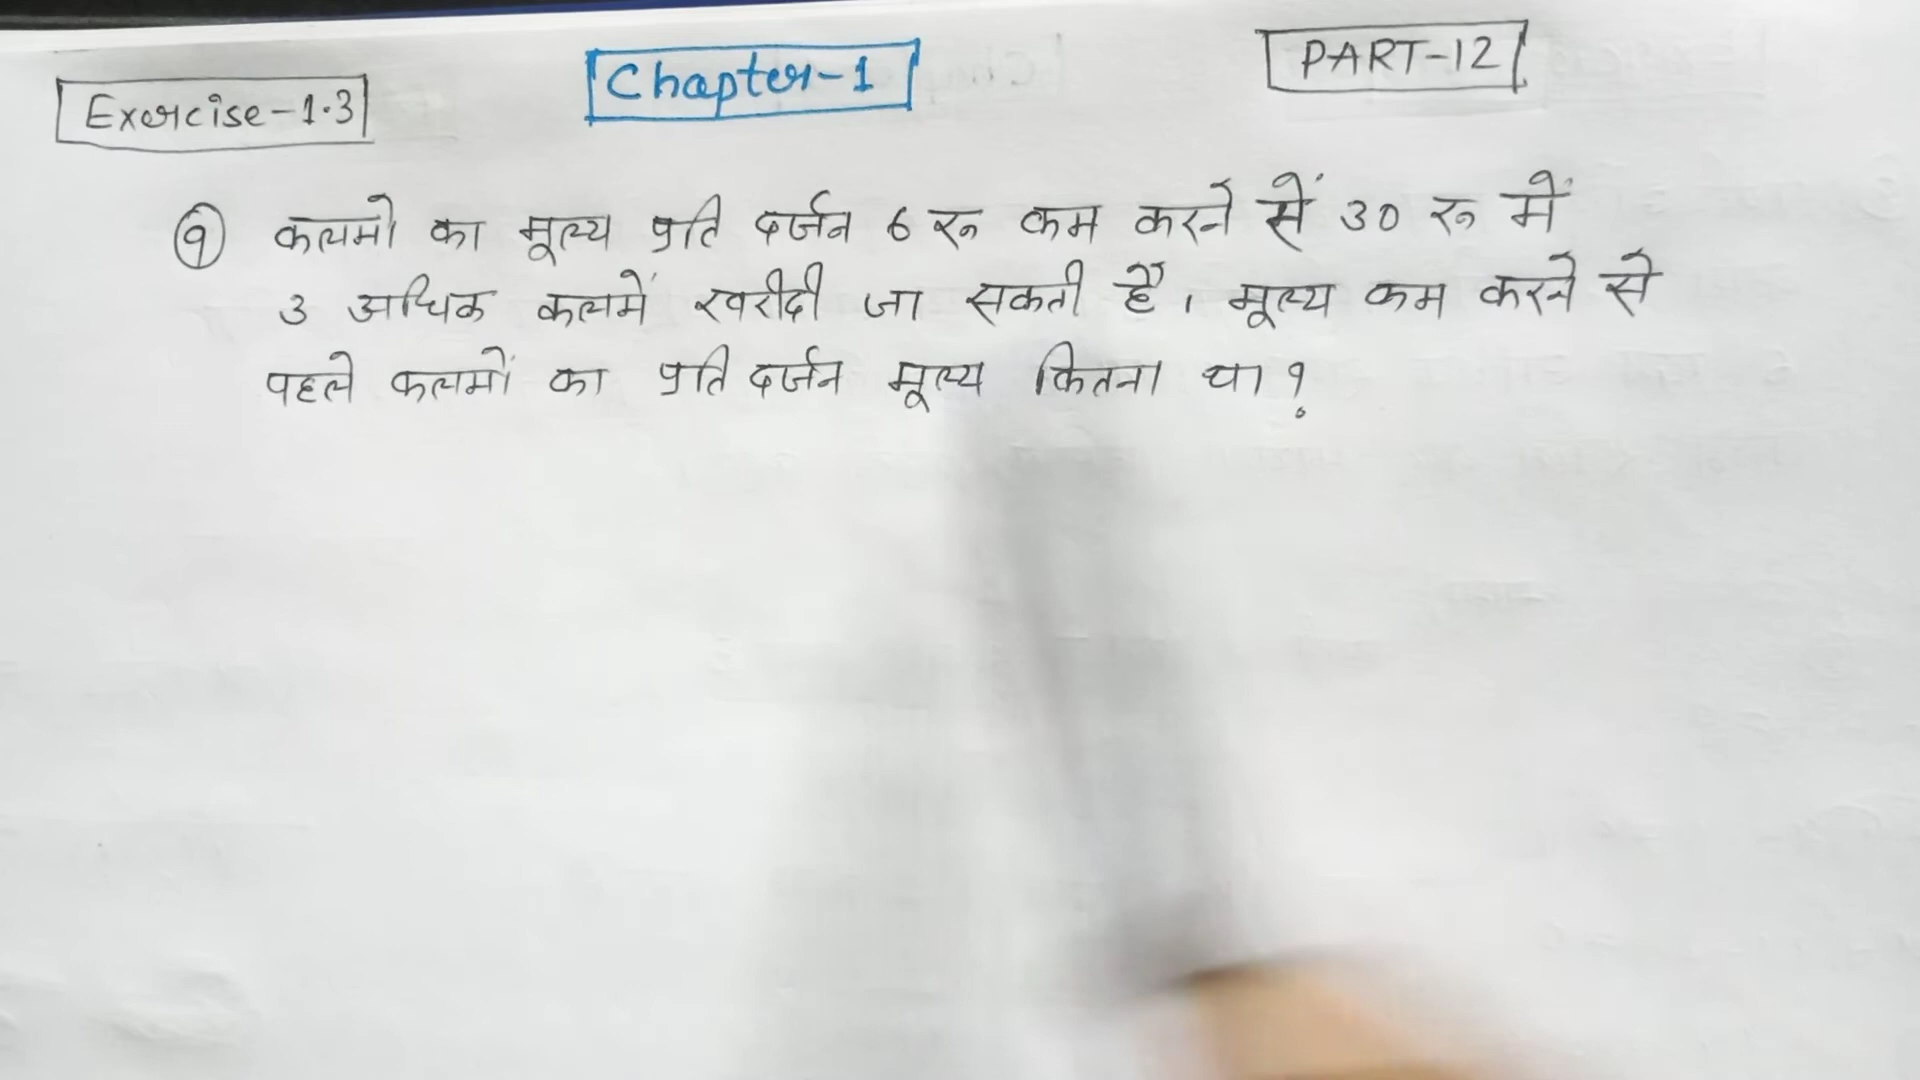 Exercise-1.3
Chapter-1
PART-12
9 कलमो का मूल्य प्रति दर्जन 6 रु कम करने सें 30 रु में
3 अधिक कलमें खरीदी जा सकती हैं, मूल्य कम करने से
पहले कलमों का प्रति दर्जन मूल्य कितना था ?